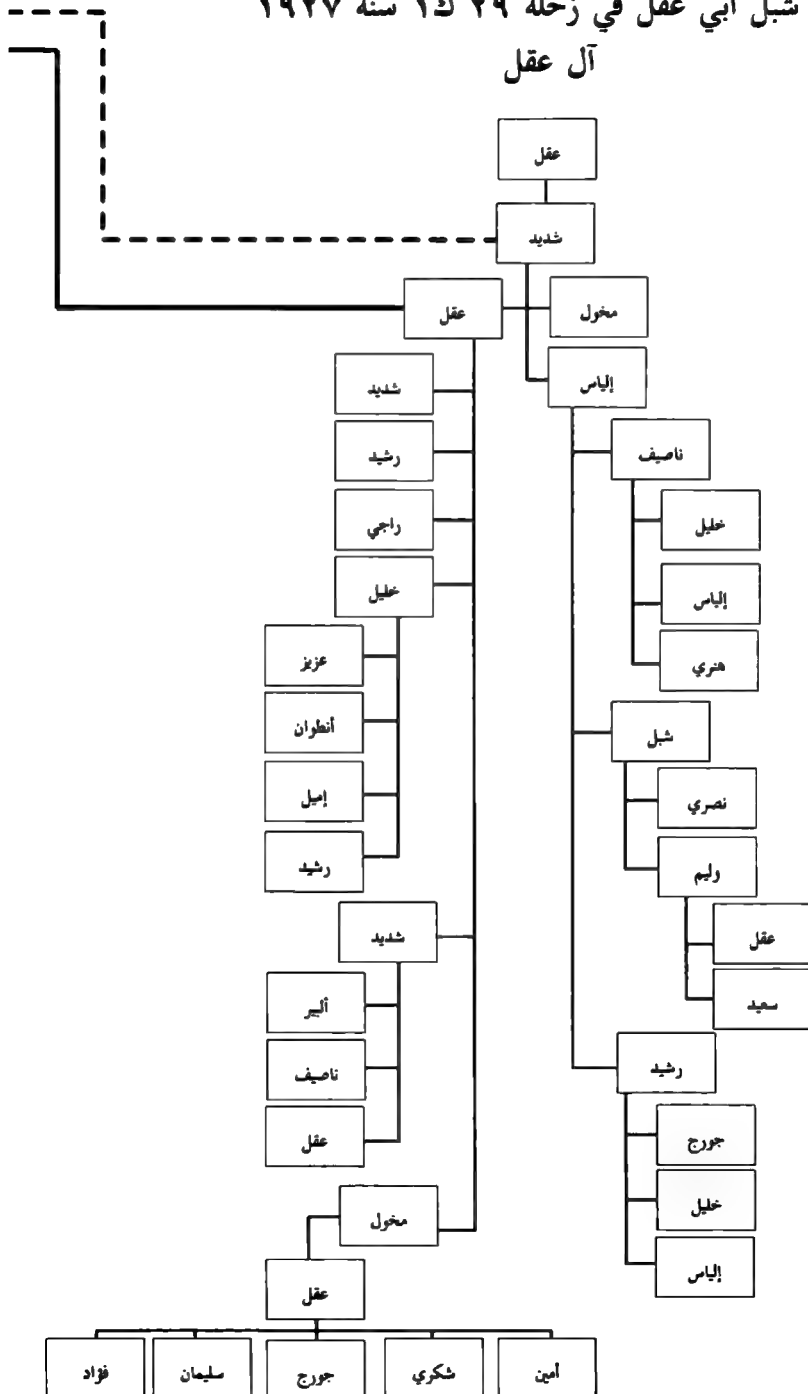 شبل أبي عقل في زحلة ٢٩ ك١ سنة ١٩٢٧
آل عقل
عقل
شديد
مخول
عقل
إلياس
ناصيف
خليل
إلياس
هنري
شبل
نصري
وليم
عقل
سعيد
رشيد
جورج
خليل
إلياس
شديد
رشيد
راجي
خليل
عزيز
أنطوان
إميل
رشيد
شديد
ألبير
ناصيف
عقل
مخول
عقل
أمين
شكري
جورج
سليمان
فؤاد